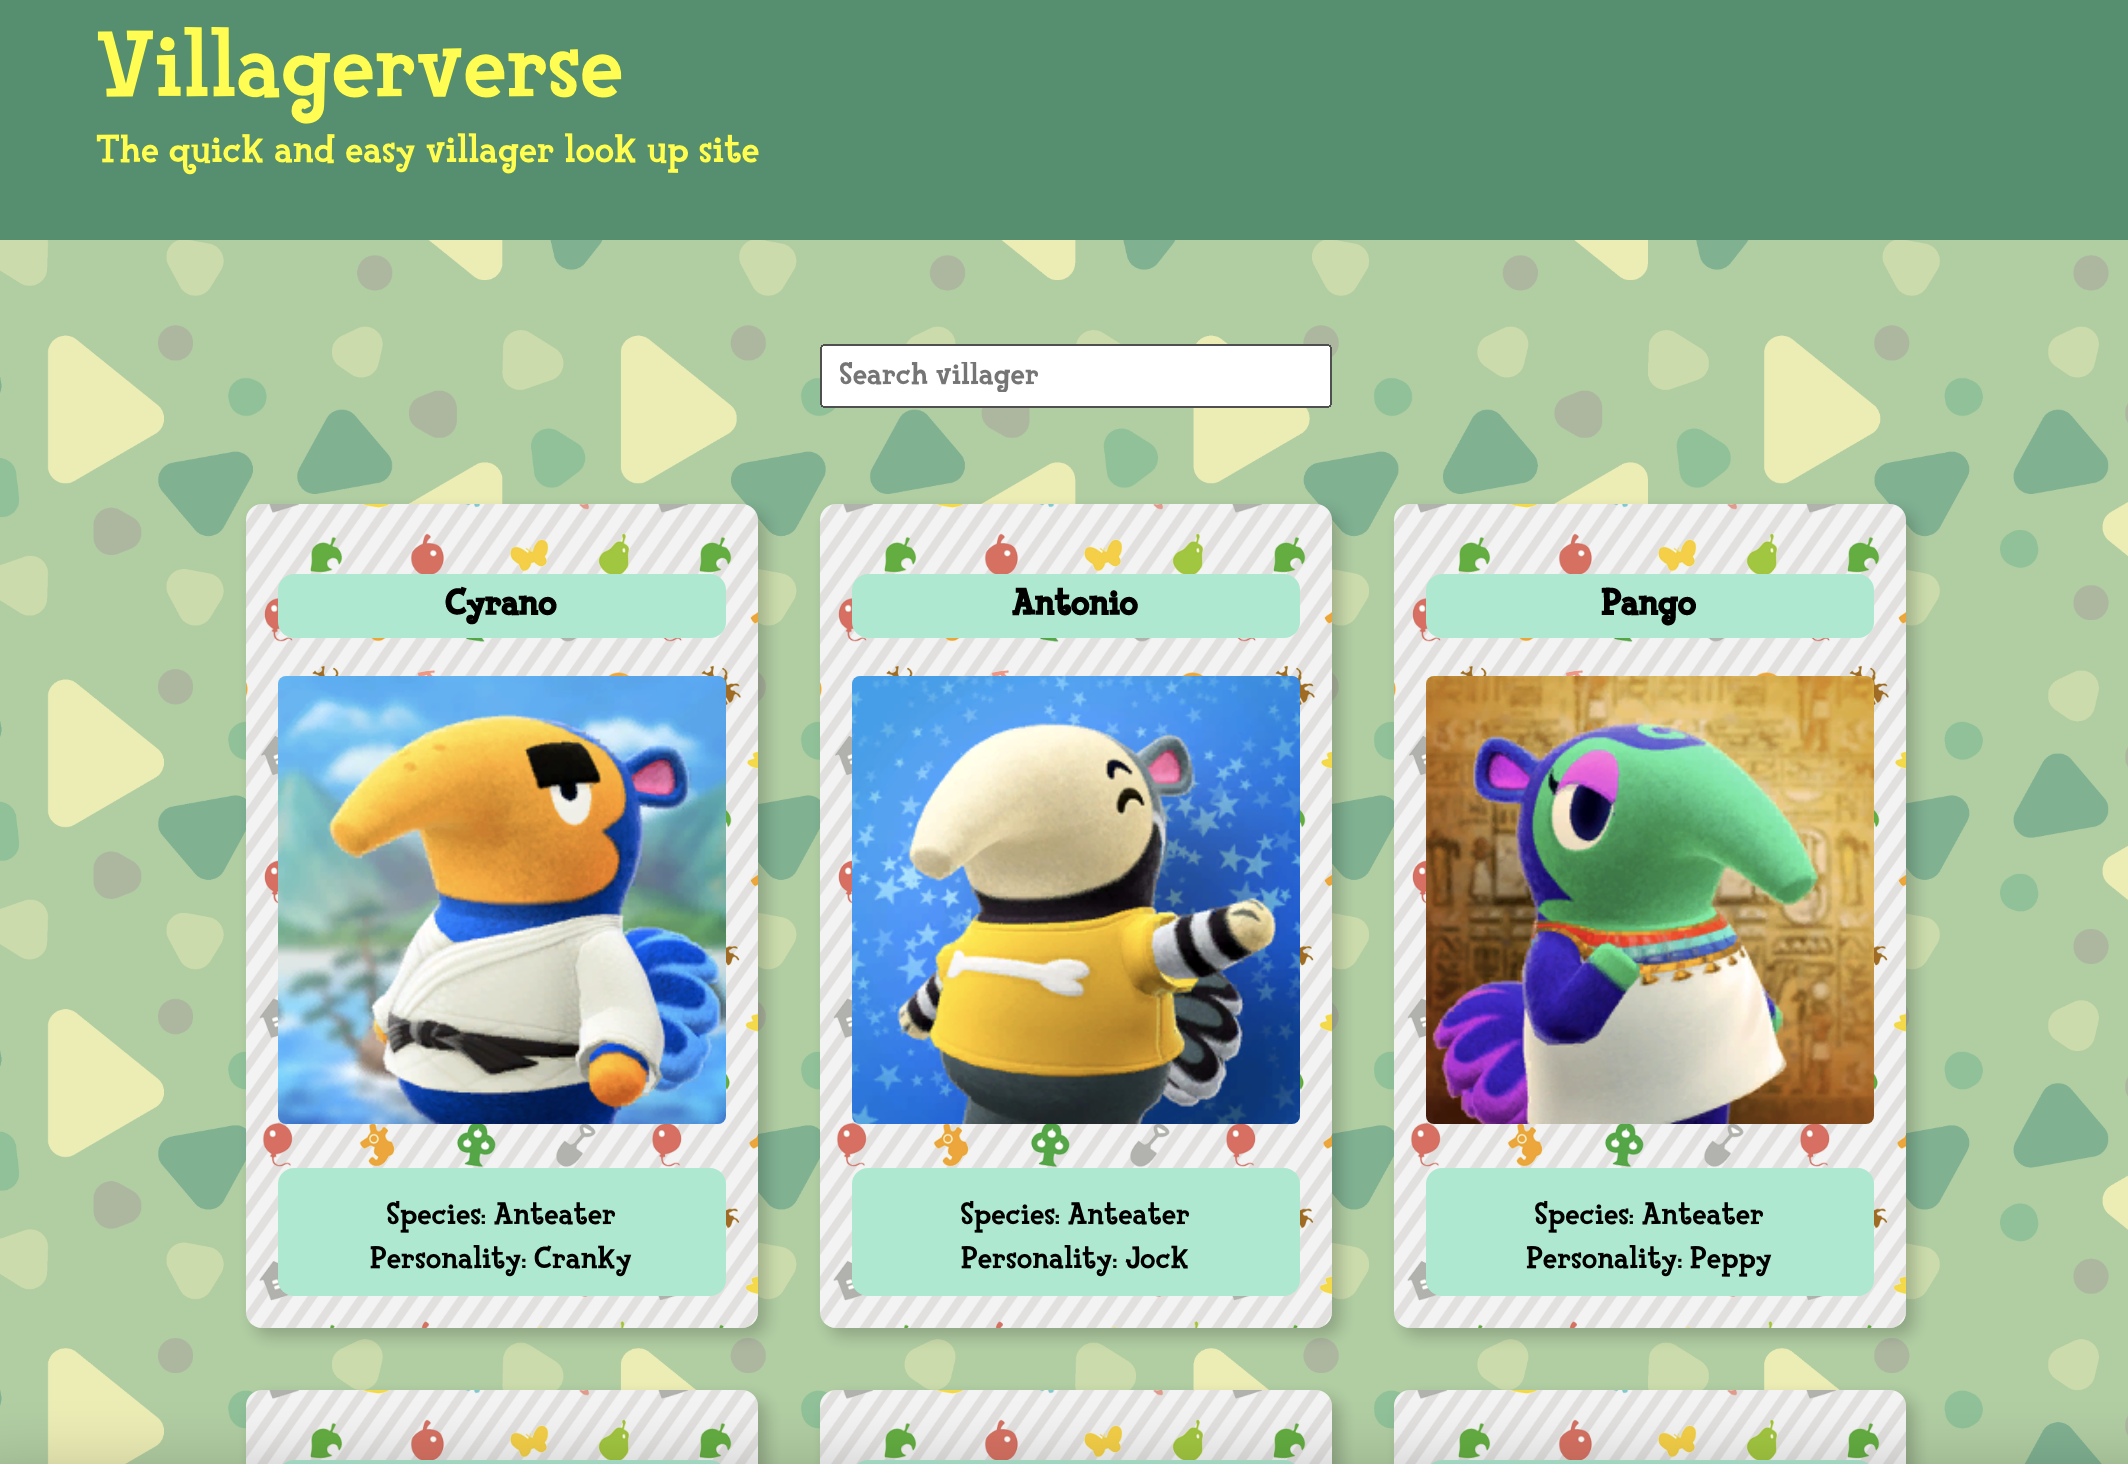 Villagerverse
The quick and easy villager look up site
Search villager
Cyrano
Antonio
Pango
Species: Anteater
Personality: Cranky
Species: Anteater
Personality: Jock
Species: Anteater
Personality: Peppy